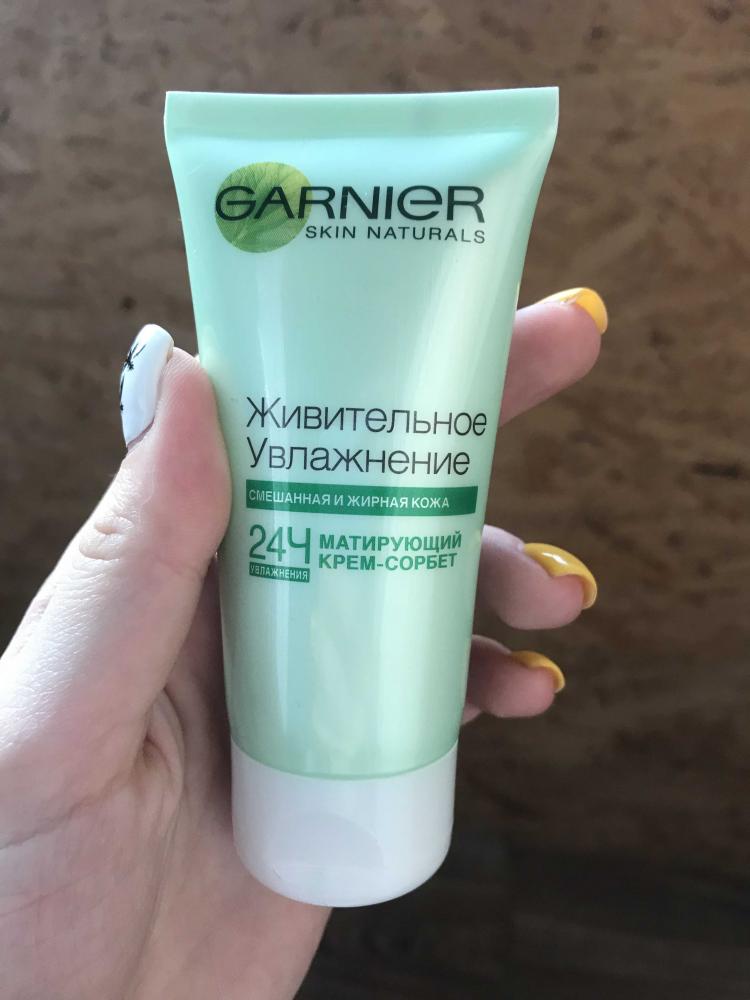 GARNIER
SKIN NATURALS
Живительное
Увлажнение
СМЕШАННАЯ И ЖИРНАЯ КОЖА
24Ч
УВЛАЖНЕНИЯ
МАТИРУЮЩИЙ
КРЕМ-СОРБЕТ